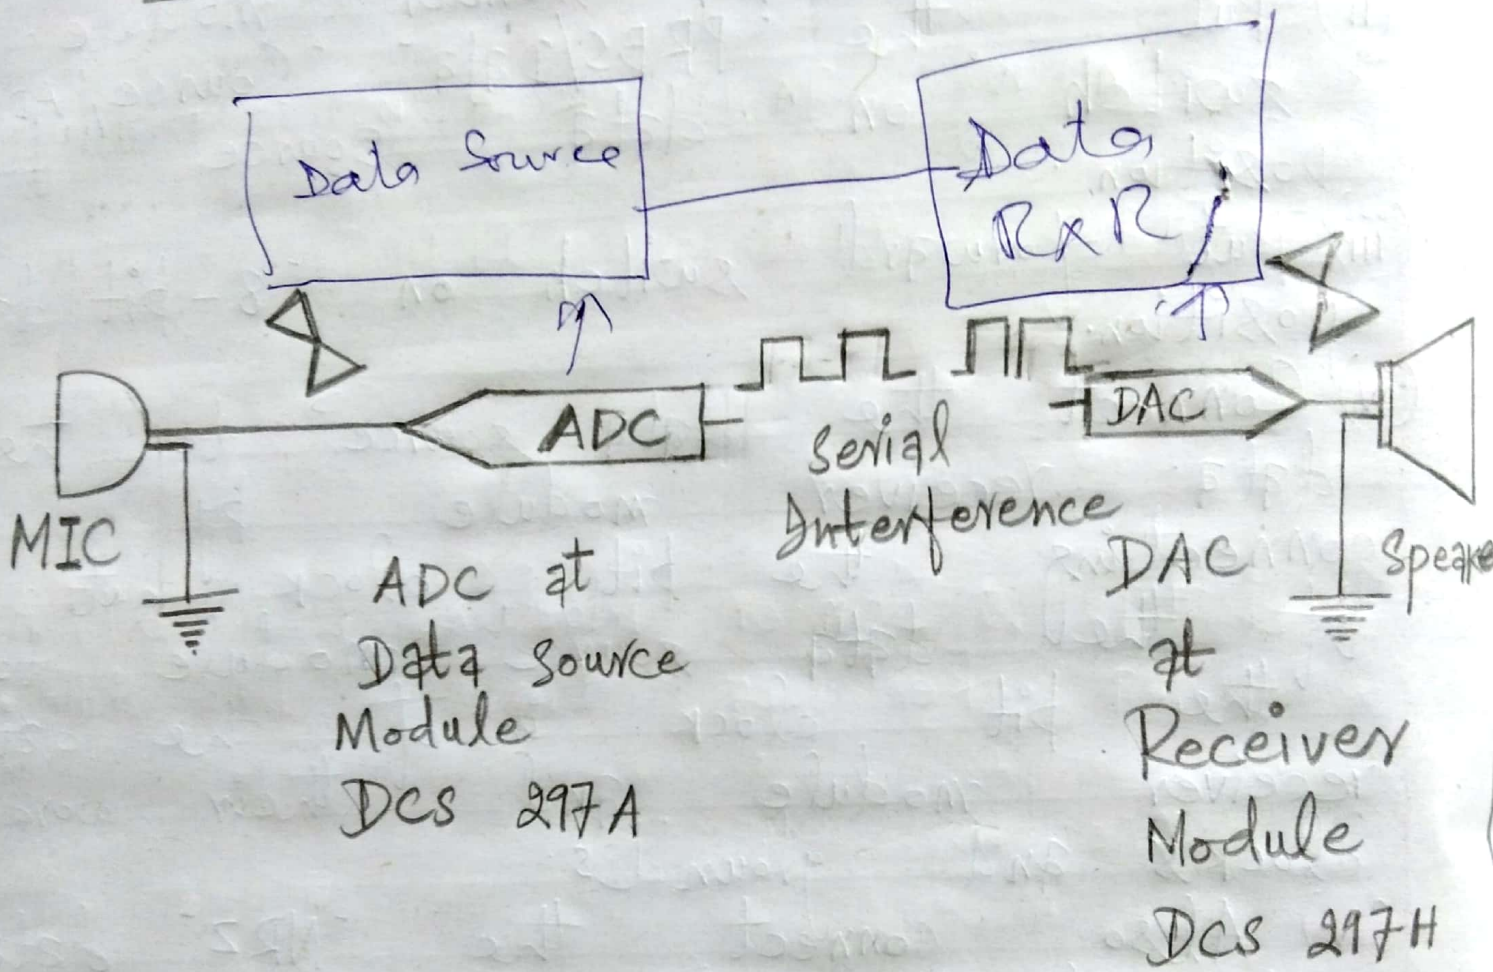 Data Source
Data
RxR
ADC
DAC
MIC
Serial
Interference
Speake
ADC at
Data Source
Module
DCS 297A
DAC
at
Receiver
Module
DCS 297H